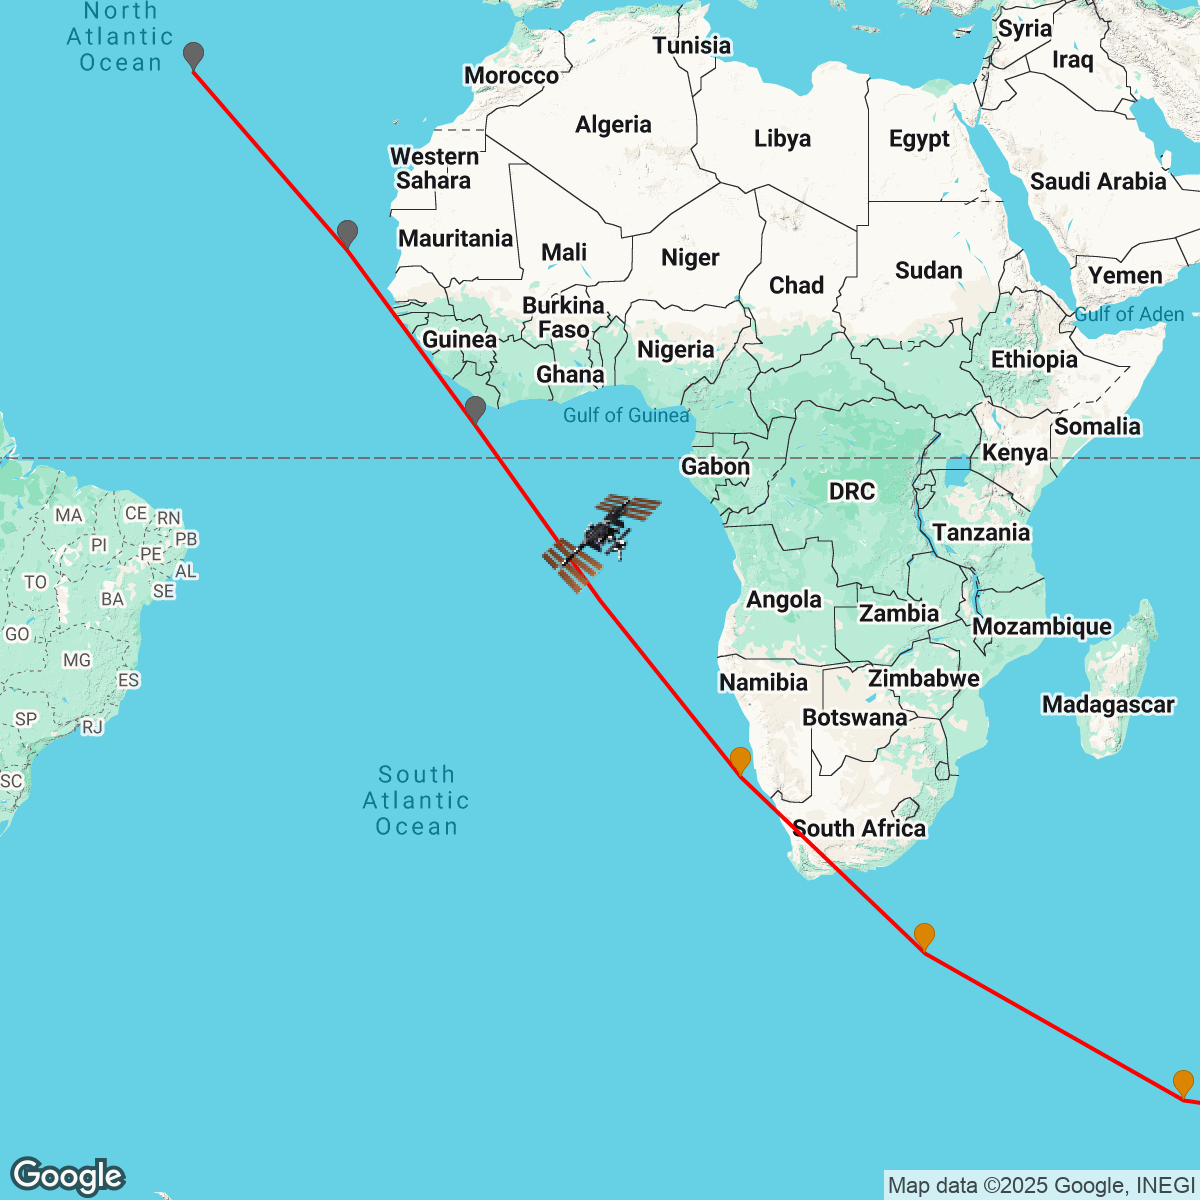 North
Atlantic
Ocean
Syria
Tunisia
Iraq
Morocco
Algeria
Libya
Egypt
Western
Sahara
Saudi Arabia
Mauritania
Mali
Niger
Chad
Sudan
Yemen
Burkina
Faso
Gulf of Aden
Guinea
Nigeria
Ethiopia
Ghana
Gulf of Guinea
Somalia
Gabon
Kenya
DRC
MA
CE
RN
PI
PE
PB
Tanzania
TO
BA
SE
AL
Angola
Zambia
Mozambique
GO
MG
ES
Namibia
Zimbabwe
Botswana
Madagascar
SP
RJ
SC
South
Atlantic
Ocean
South Africa
Google
Map data ©2025 Google, INEGI